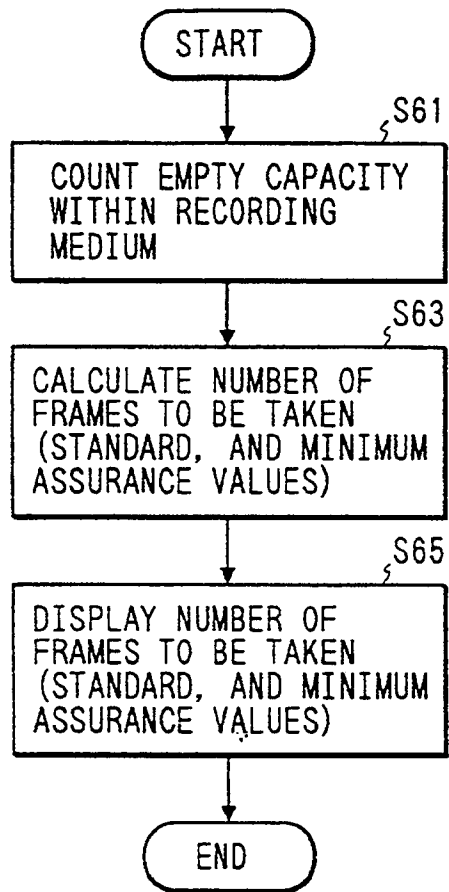 START
S61
COUNT EMPTY CAPACITY
WITHIN RECORDING
MEDIUM
S63
CALCULATE NUMBER OF
FRAMES TO BE TAKEN
(STANDARD, AND MINIMUM
ASSURANCE VALUES)
S65
DISPLAY NUMBER OF
FRAMES TO BE TAKEN
(STANDARD, AND MINIMUM
ASSURANCE VALUES)
END